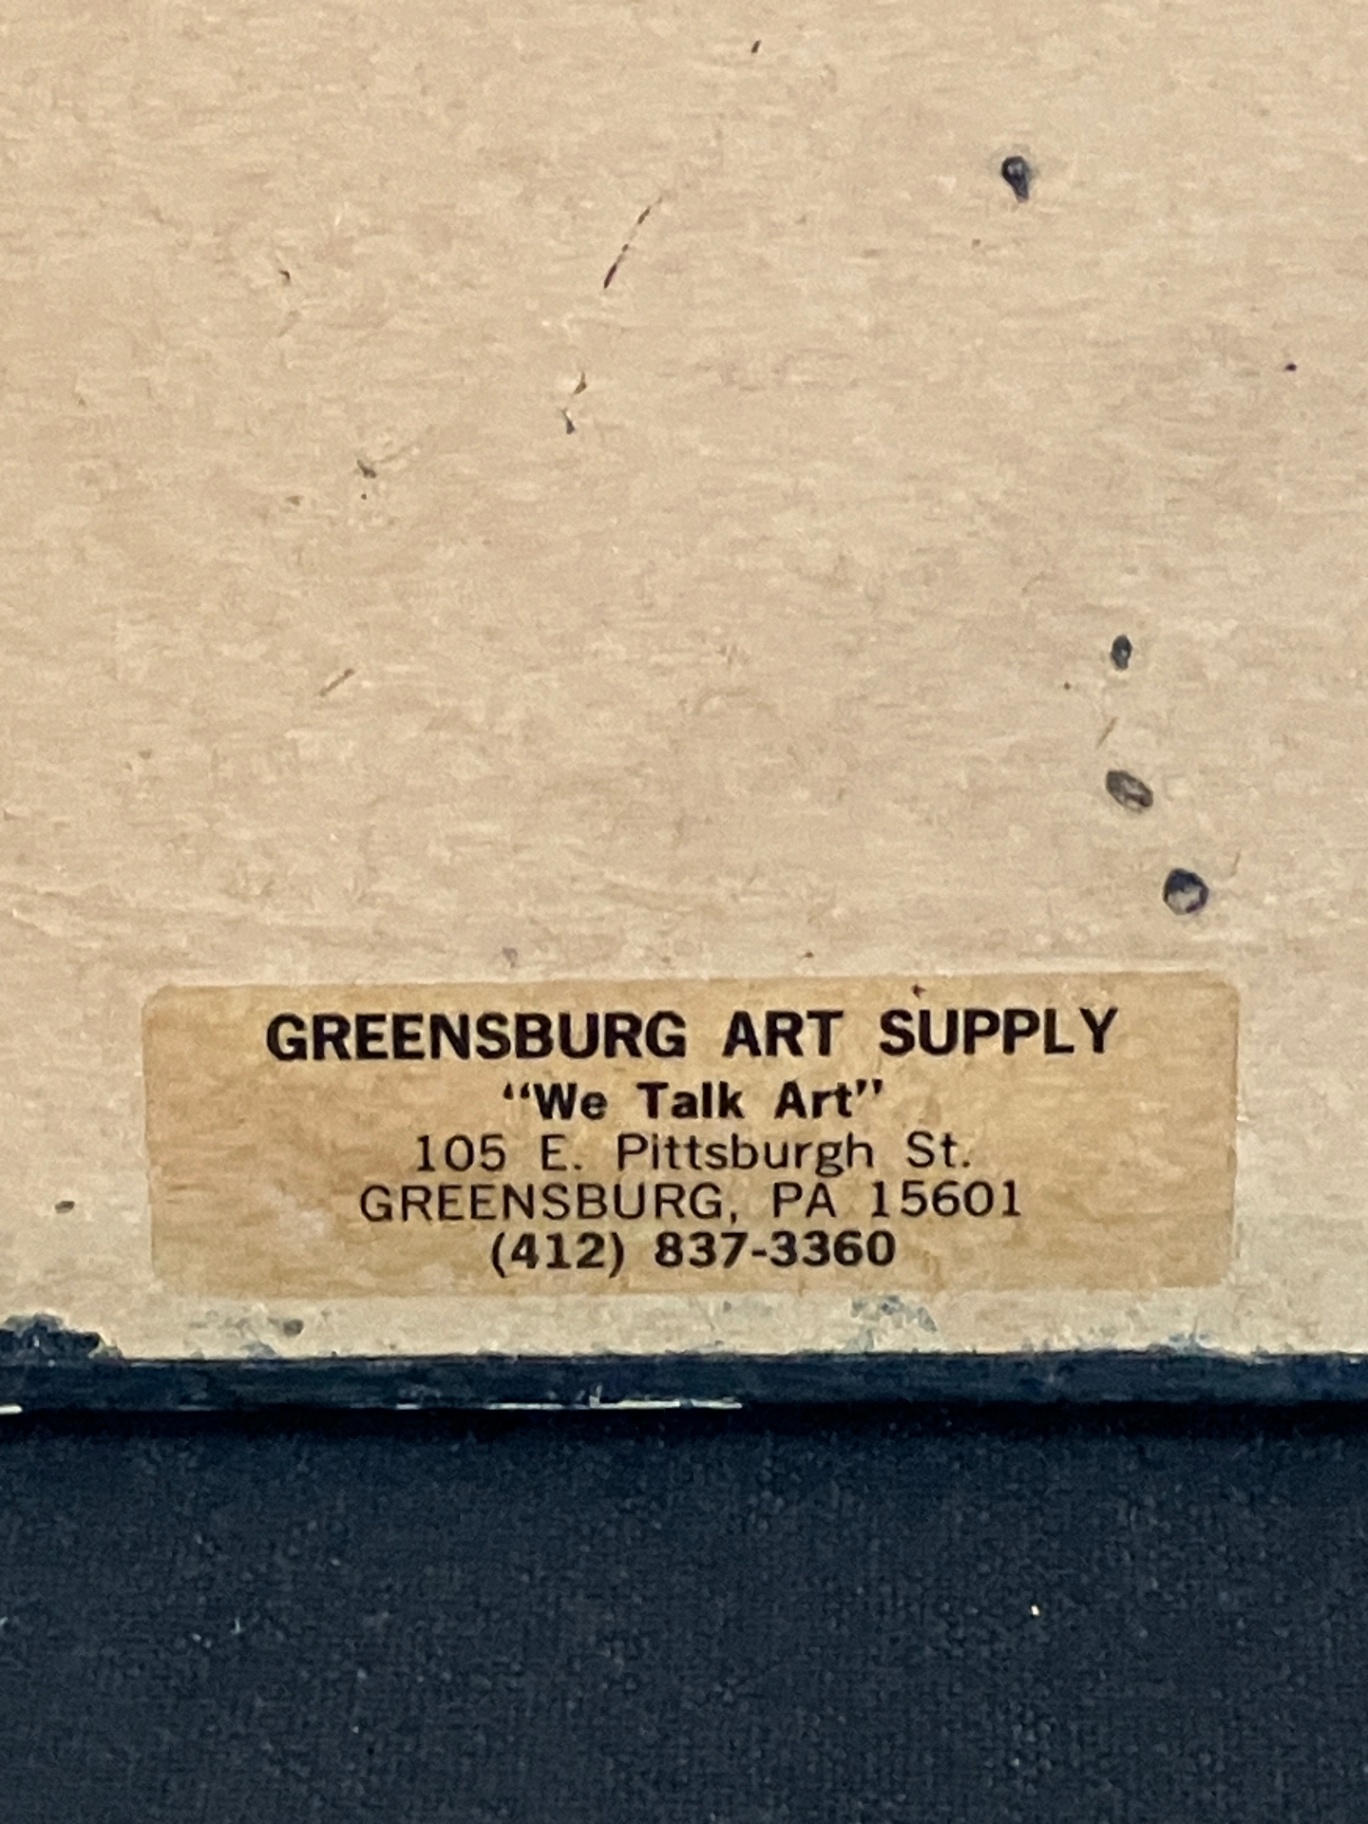 GREENSBURG ART SUPPLY
“We Talk Art”
105 E. Pittsburgh St.
GREENSBURG, PA 15601
(412) 837-3360